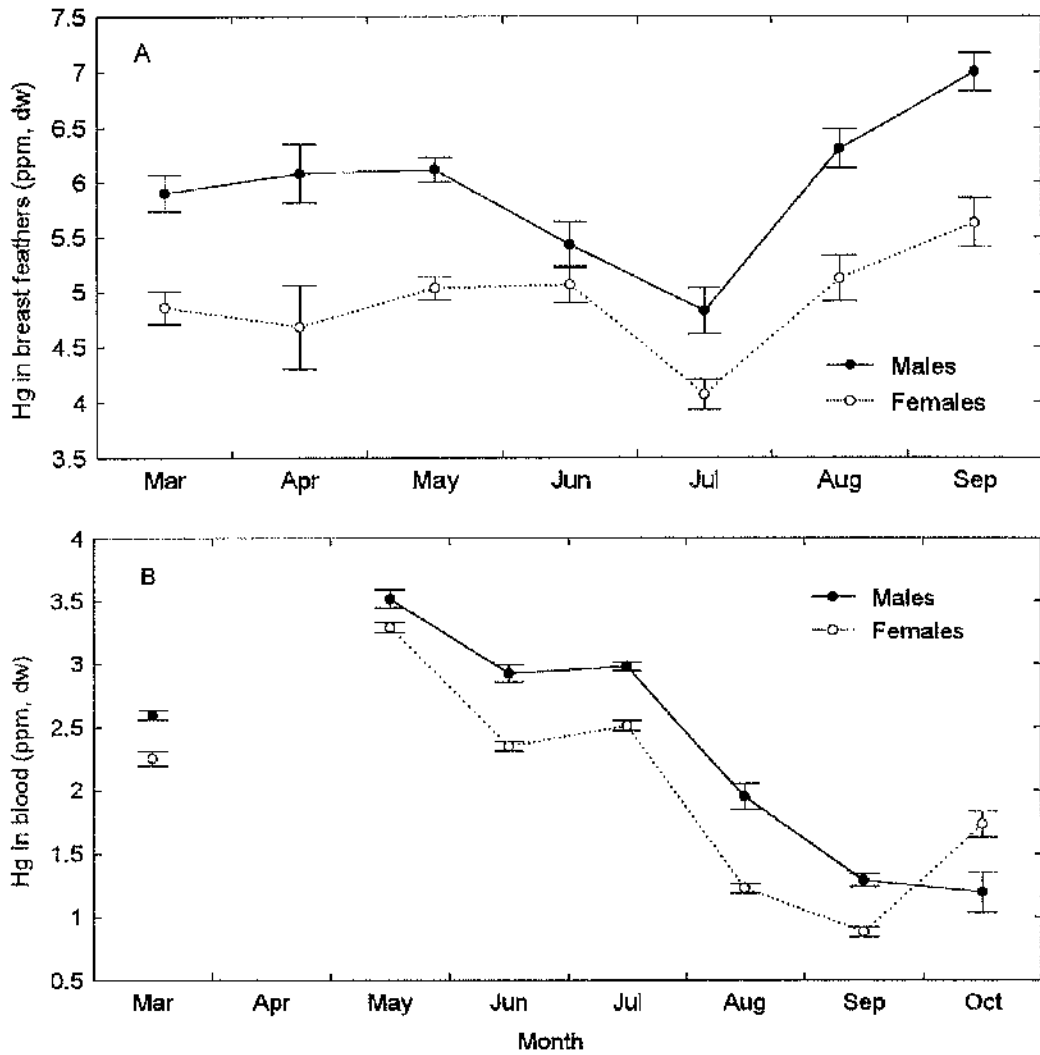 7.5
A
7
6.5
6
5.5
5
4.5
4
3.5
Hg in breast feathers (ppm, dw)
Males
Females
Mar Apr May Jun Jul Aug Sep
4
B
3.5
3
2.5
2
1.5
1
0.5
Hg in blood (ppm, dw)
Males
Females
Mar Apr May Jun Jul Aug Sep Oct
Month